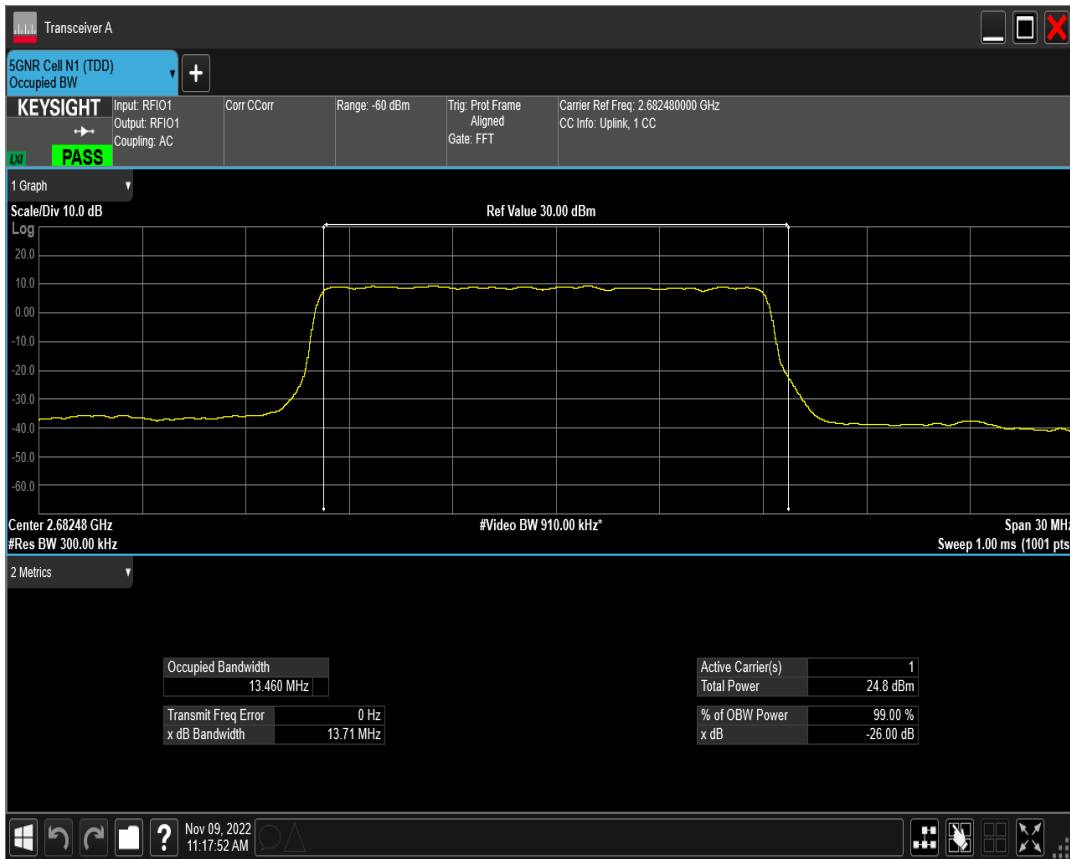 Transceiver A
5GNR Cell N1 (TDD)
Occupied BW
+
KEYSIGHT
LXI
PASS
Input: RFIO1
Output: RFIO1
Coupling: AC
Corr CCorr
Range: -60 dBm
Trig: Prot Frame
Aligned
Gate: FFT
Carrier Ref Freq: 2.682480000 GHz
CC Info: Uplink, 1 CC
1 Graph
Scale/Div 10.0 dB
Ref Value 30.00 dBm
Log
20.0
10.0
0.00
-10.0
-20.0
-30.0
-40.0
-50.0
-60.0
Center 2.68248 GHz
#Video BW 910.00 kHz*
Span 30 MHz
#Res BW 300.00 kHz
Sweep 1.00 ms (1001 pts
2 Metrics
Occupied Bandwidth
13.460 MHz
Transmit Freq Error 0 Hz
x dB Bandwidth 13.71 MHz
Active Carrier(s) 1
Total Power 24.8 dBm
% of OBW Power 99.00 %
x dB -26.00 dB
?
Nov 09, 2022
11:17:52 AM